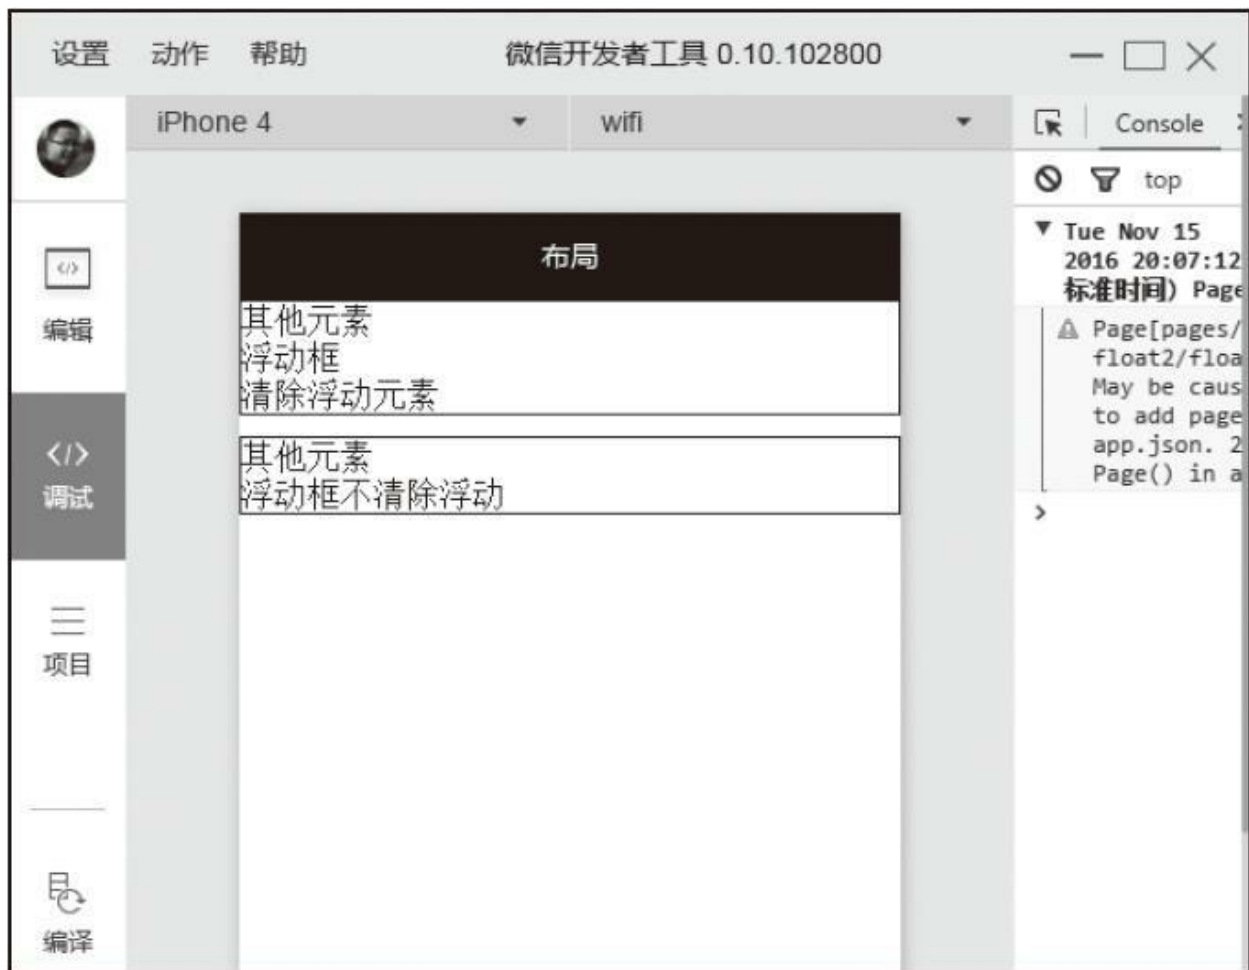 设置 动作 帮助 微信开发者工具 0.10.102800
iPhone 4 wifi
Console
top
编辑
调试
项目
编译
布局
其他元素
浮动框
清除浮动元素
其他元素
浮动框不清除浮动
Tue Nov 15
2016 20:07:12
标准时间) Page
Page[pages/
float2/floa
May be caus
to add page
app.json. 2
Page() in a